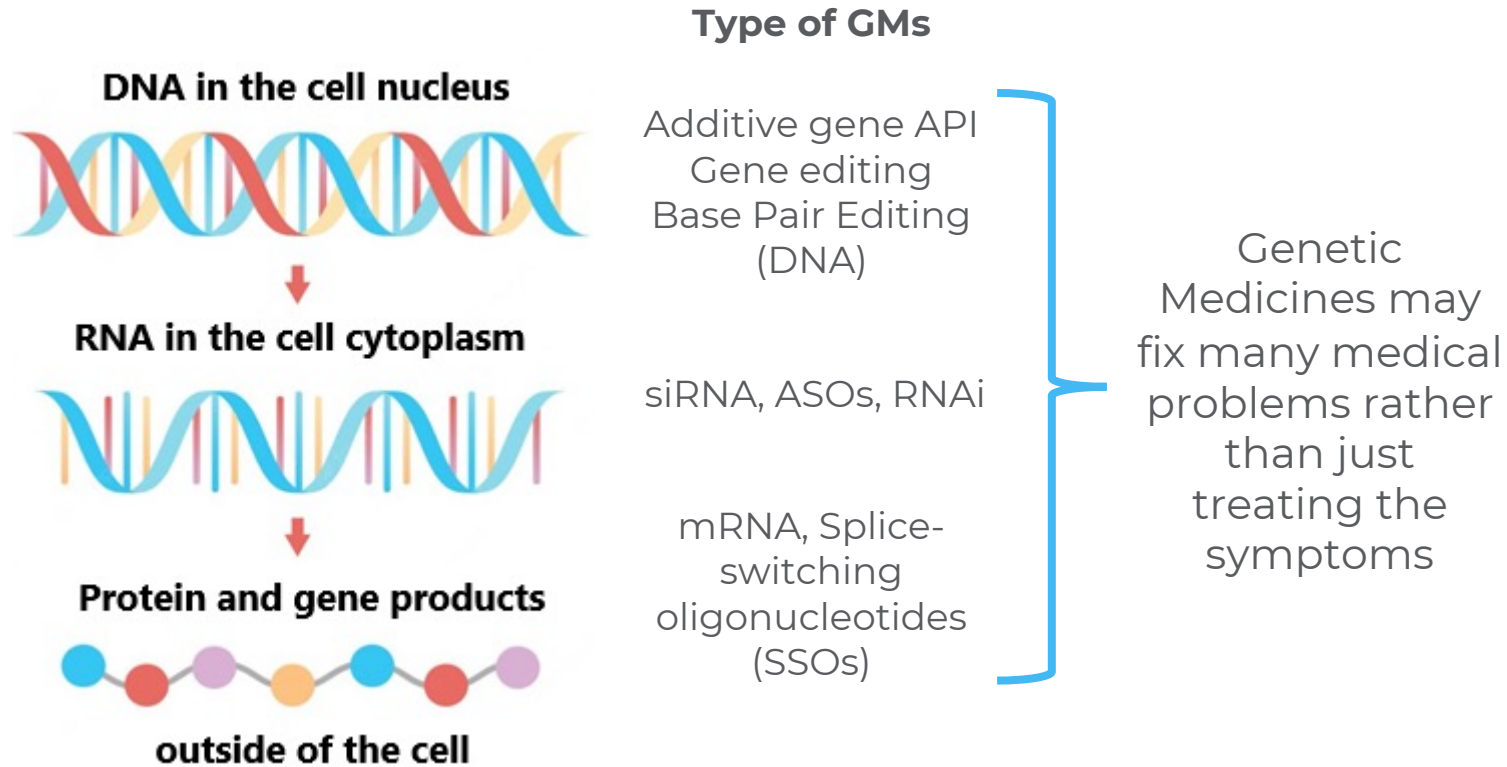 Type of GMs
DNA in the cell nucleus
Additive gene API
Gene editing
Base Pair Editing
(DNA)
RNA in the cell cytoplasm
siRNA, ASOs, RNAi
Protein and gene products
outside of the cell
mRNA, Splice-
switching
oligonucleotides
(SSOs)
Genetic
Medicines may
fix many medical
problems rather
than just
treating the
symptoms